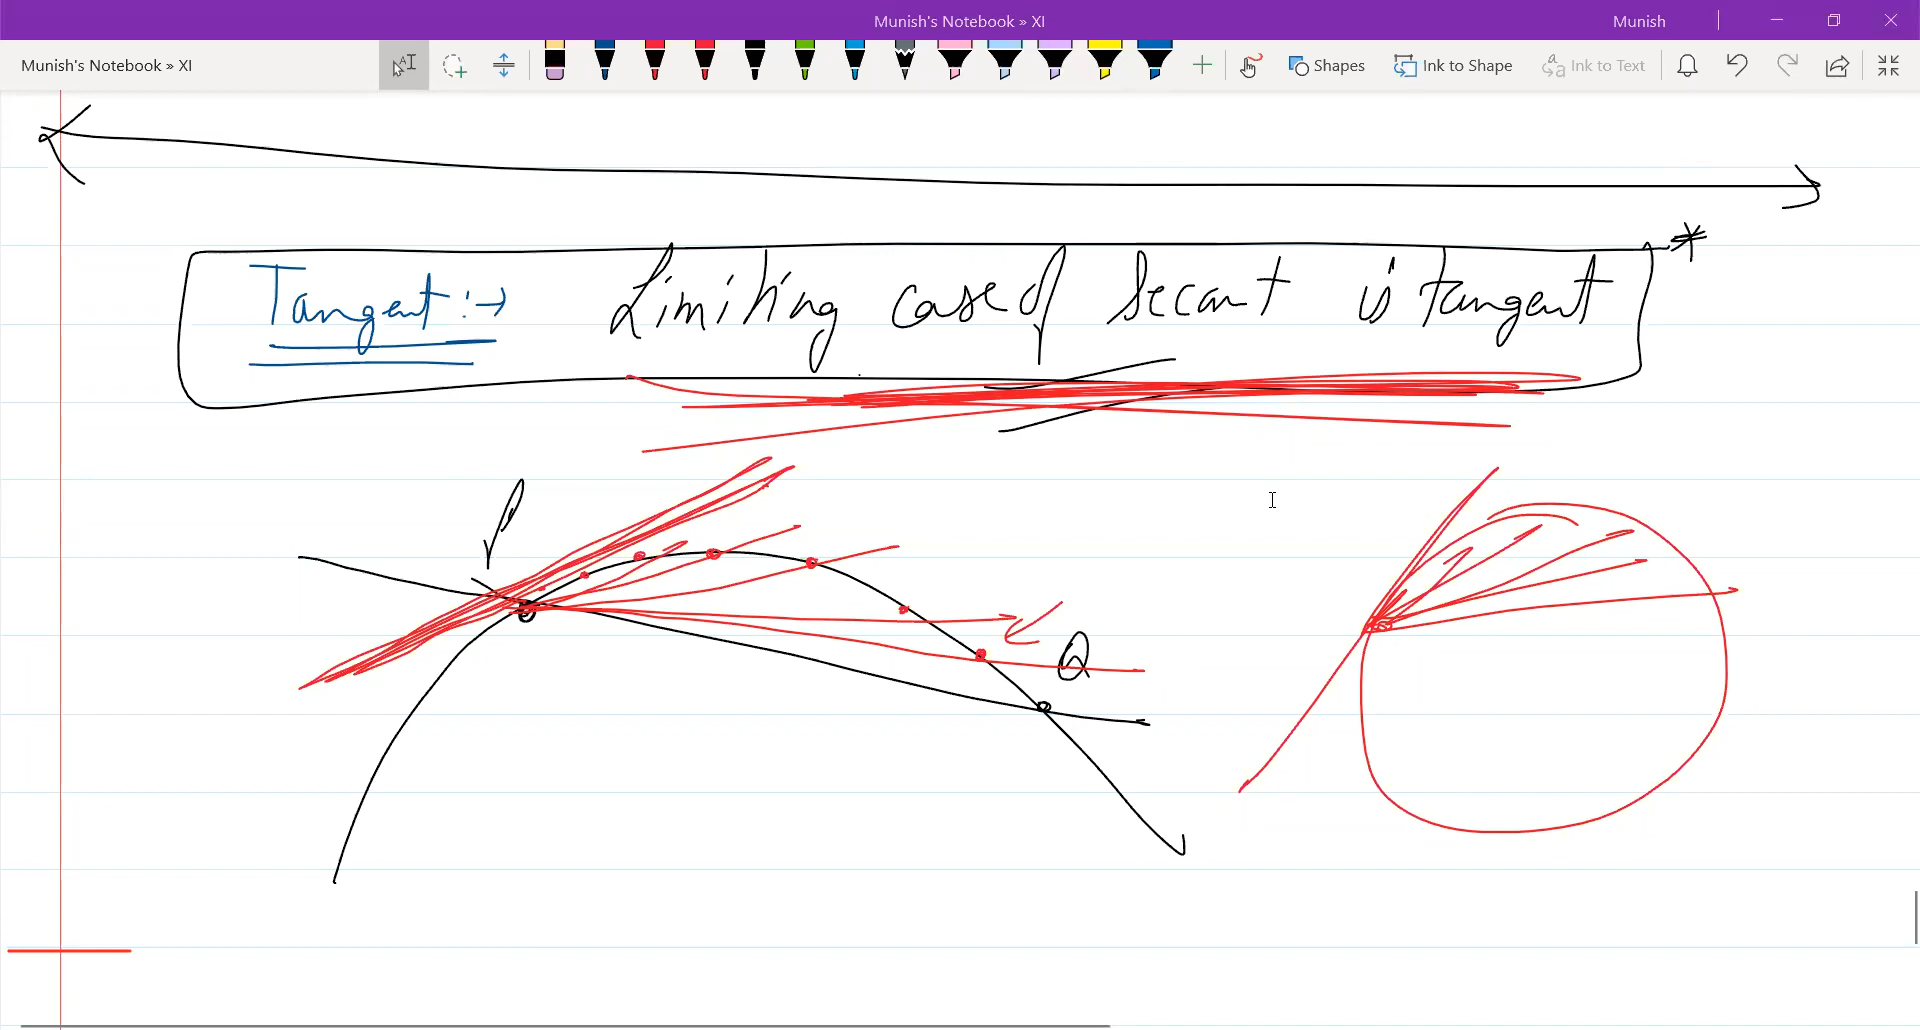 Munish's Notebook » XI
Munish
Munish's Notebook » XI
Shapes
Ink to Shape
Ink to Text
Tangent :→ Limiting case of secant is tangent *
P
Q